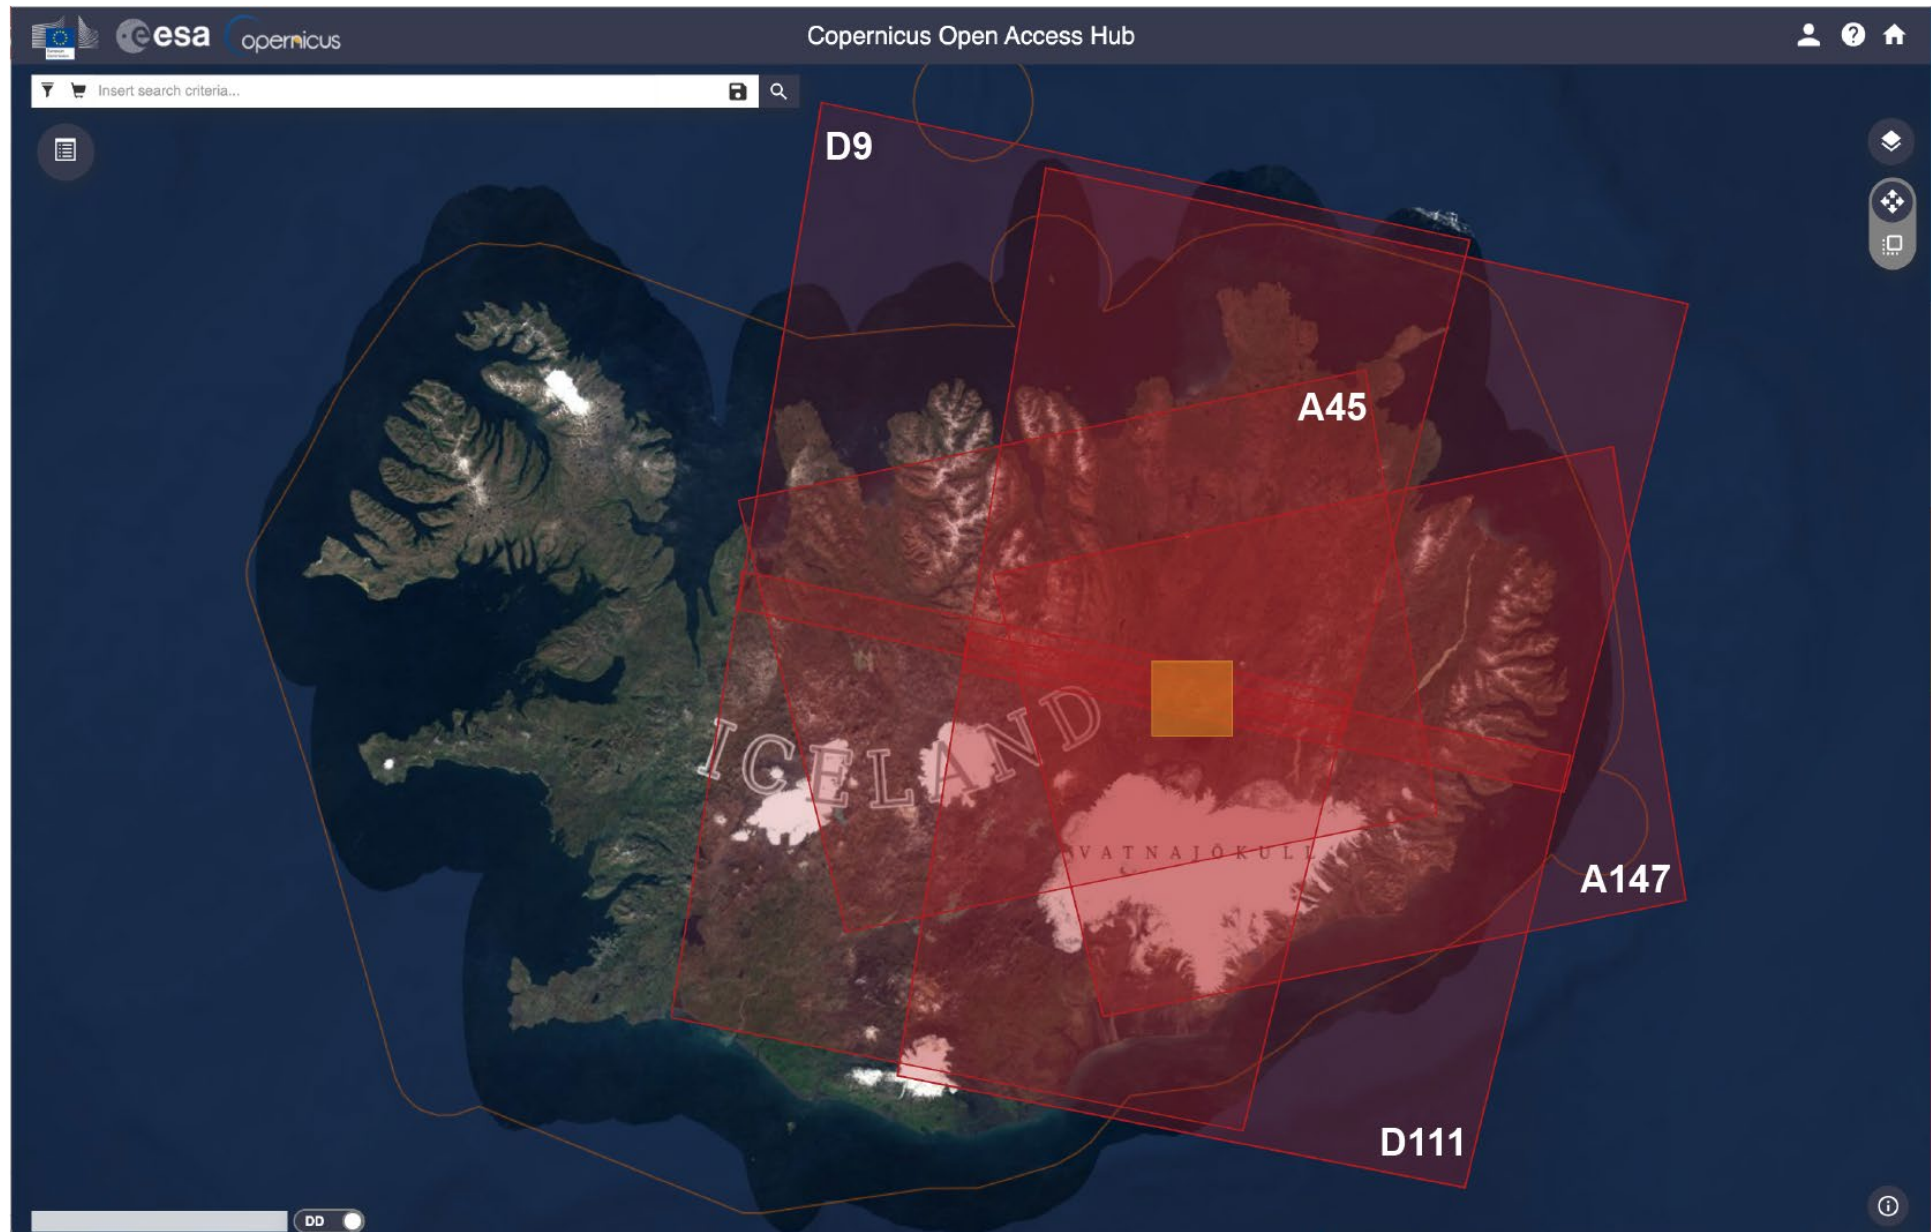 esa opernicus
Copernicus Open Access Hub
Insert search criteria...
D9
A45
ICELAND
VATNAJÖKULL
A147
D111
DD